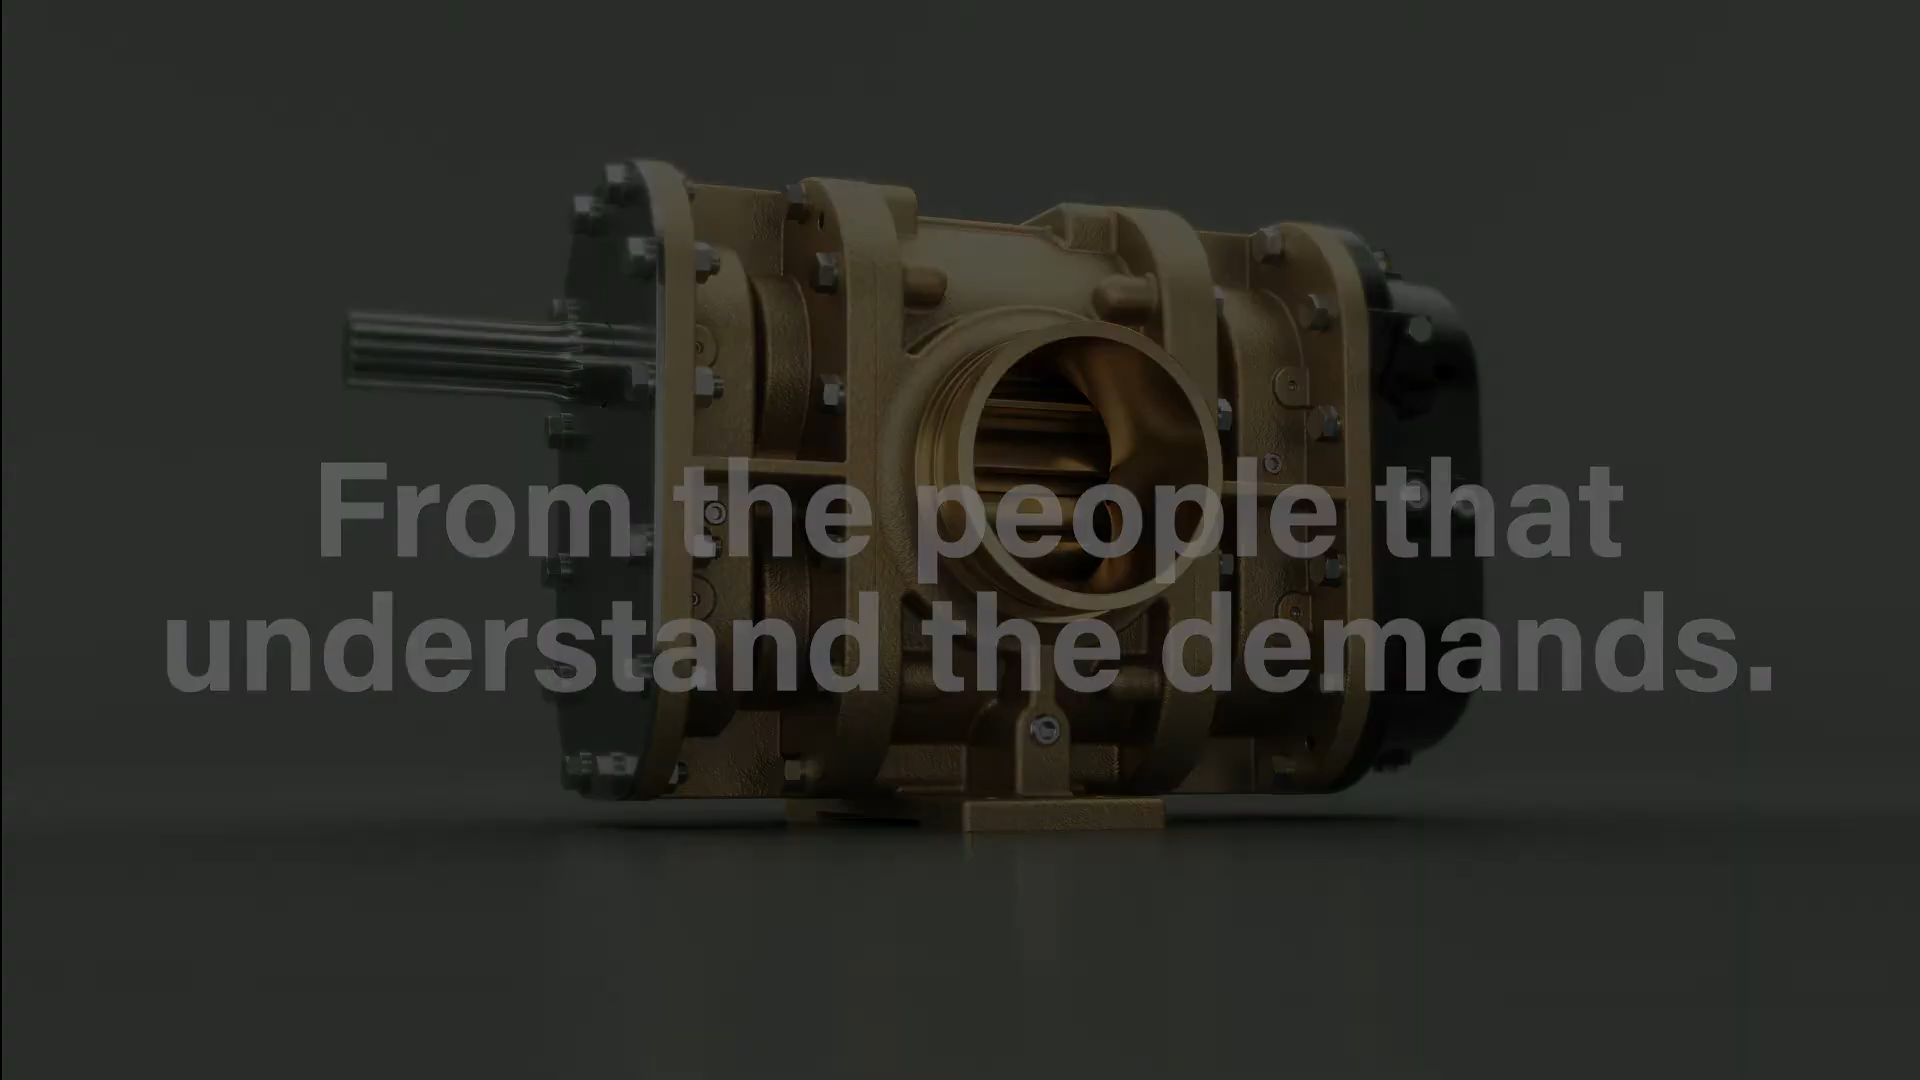 From the people that
understand the demands.